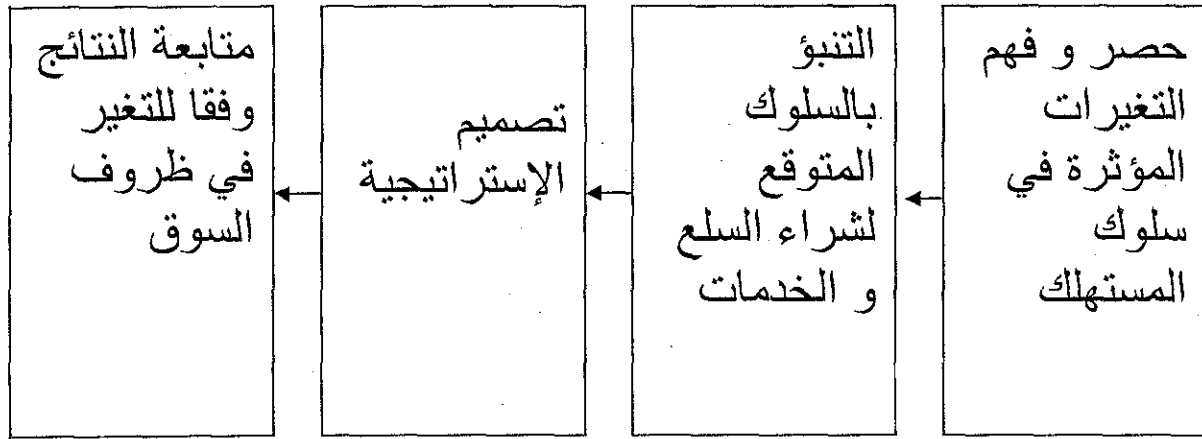 حصر و فهم
التغيرات
المؤثرة في
سلوك
المستهلك
التنبؤ
بالسلوك
المتوقع
لشراء السلع
و الخدمات
تصميم
الإستراتيجية
متابعة النتائج
وفقا للتغير
في ظروف
السوق